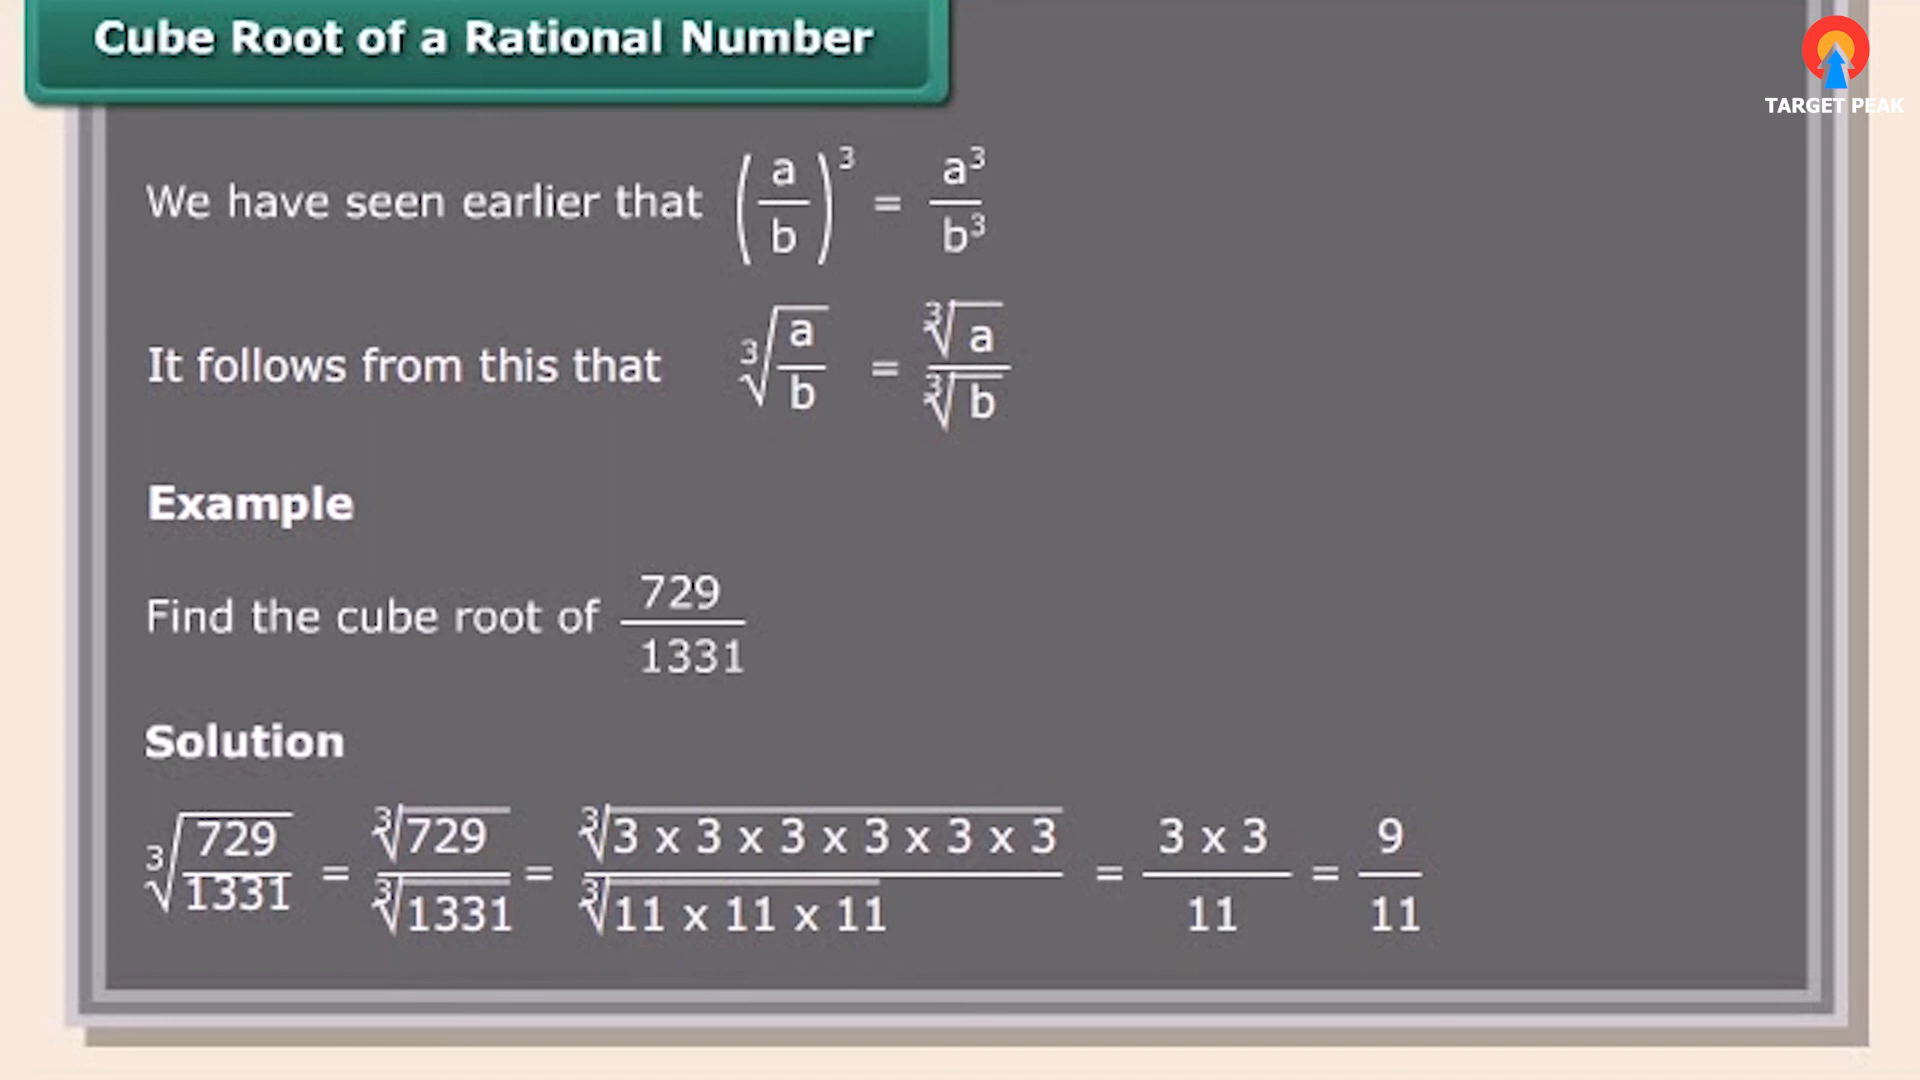 Cube Root of a Rational Number
TARGET PEAK
We have seen earlier that (a/b)³ = a³/b³
It follows from this that ∛(a/b) = ∛a/∛b
Example
Find the cube root of 729/1331
Solution
∛(729/1331) = ∛729/∛1331 = ∛(3 x 3 x 3 x 3 x 3 x 3)/∛(11 x 11 x 11) = (3 x 3)/11 = 9/11